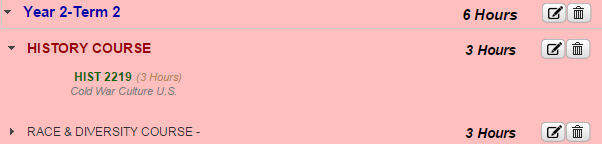 Year 2-Term 2 6 Hours
HISTORY COURSE 3 Hours
HIST 2219 (3 Hours)
Cold War Culture U.S.
RACE & DIVERSITY COURSE - 3 Hours